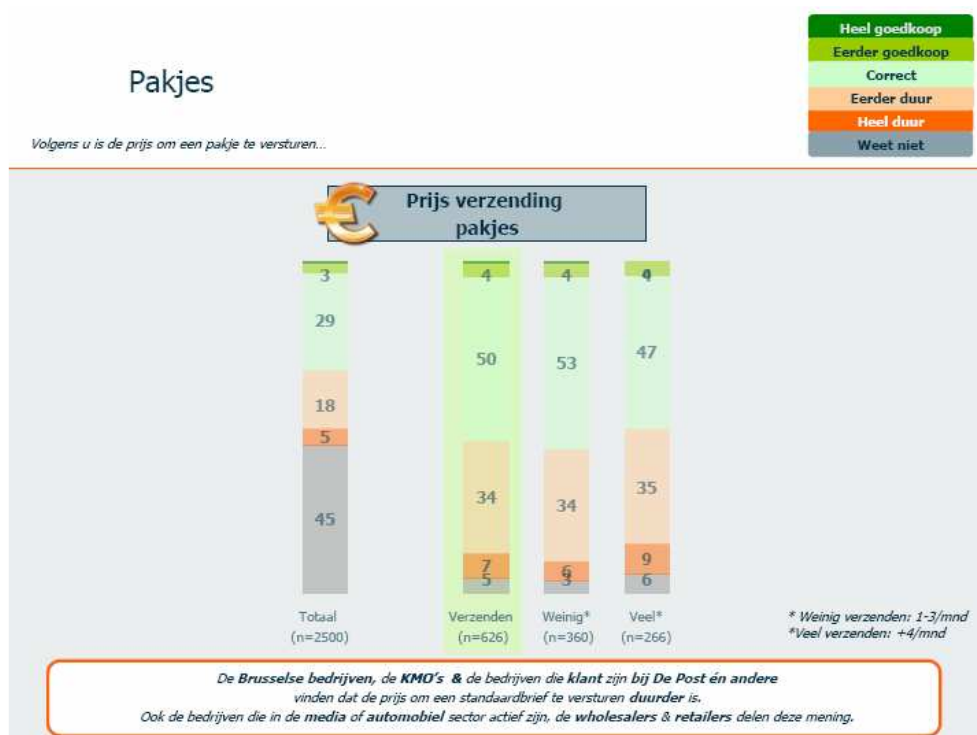 Heel goedkoop
Eerder goedkoop
Correct
Eerder duur
Heel duur
Weet niet
Pakjes
Volgens u is de prijs om een pakje te versturen...
€ Prijs verzending
pakjes
3 4 4
29 50 53 47
18 34 34 35
5 7 6 9
45 5 3 6
Totaal Verzenden Weinig* Veel*
(n=2500) (n=626) (n=360) (n=266)
* Weinig verzenden: 1-3/mnd
*Veel verzenden: +4/mnd
De Brusselse bedrijven, de KMO's & de bedrijven die klant zijn bij De Post én andere
vinden dat de prijs om een standaardbrief te versturen duurder is.
Ook de bedrijven die in de media of automobiel sector actief zijn, de wholesalers & retailers delen deze mening.